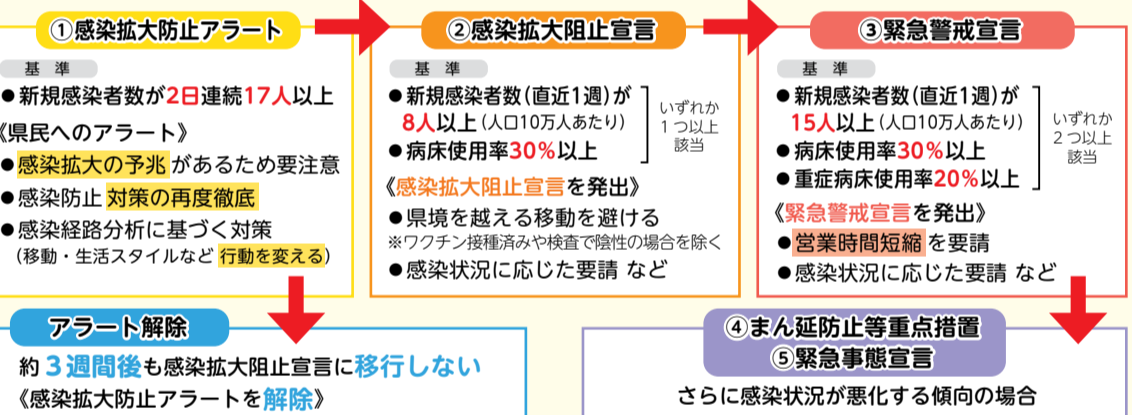 ①感染拡大防止アラート
基 準
●新規感染者数が2日連続17人以上
《県民へのアラート》
●感染拡大の予兆があるため要注意
●感染防止 対策の再度徹底
●感染経路分析に基づく対策
（移動・生活スタイルなど 行動を変える）
②感染拡大阻止宣言
基 準
●新規感染者数（直近1週）が
8人以上（人口10万人あたり）
●病床使用率30%以上
いずれか
1つ以上
該当
《感染拡大阻止宣言を発出》
●県境を越える移動を避ける
※ワクチン接種済みや検査で陰性の場合を除く
●感染状況に応じた要請 など
③緊急警戒宣言
基 準
●新規感染者数（直近1週）が
15人以上（人口10万人あたり）
●病床使用率30%以上
●重症病床使用率20%以上
いずれか
2つ以上
該当
《緊急警戒宣言を発出》
●営業時間短縮を要請
●感染状況に応じた要請 など
アラート解除
約3週間後も感染拡大阻止宣言に移行しない
《感染拡大防止アラートを解除》
④まん延防止等重点措置
⑤緊急事態宣言
さらに感染状況が悪化する傾向の場合